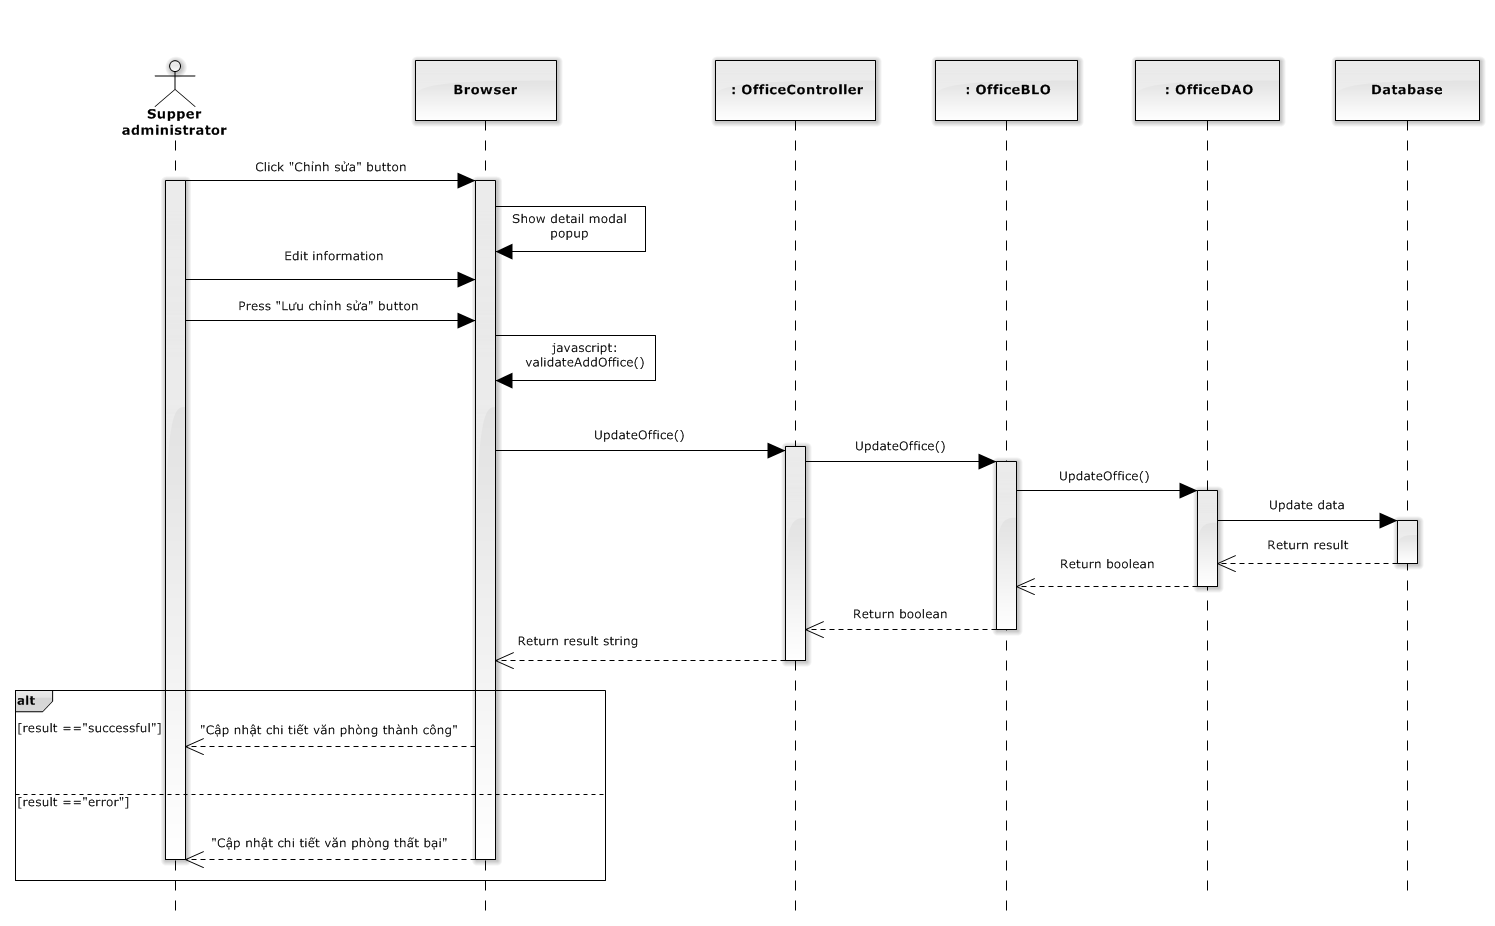 Supper
administrator
Browser
: OfficeController
: OfficeBLO
: OfficeDAO
Database
Click "Chỉnh sửa" button
Show detail modal
popup
Edit information
Press "Lưu chỉnh sửa" button
javascript:
validateAddOffice()
UpdateOffice()
UpdateOffice()
UpdateOffice()
Update data
Return result
Return boolean
Return boolean
Return result string
alt
[result =="successful"]
"Cập nhật chi tiết văn phòng thành công"
[result =="error"]
"Cập nhật chi tiết văn phòng thất bại"